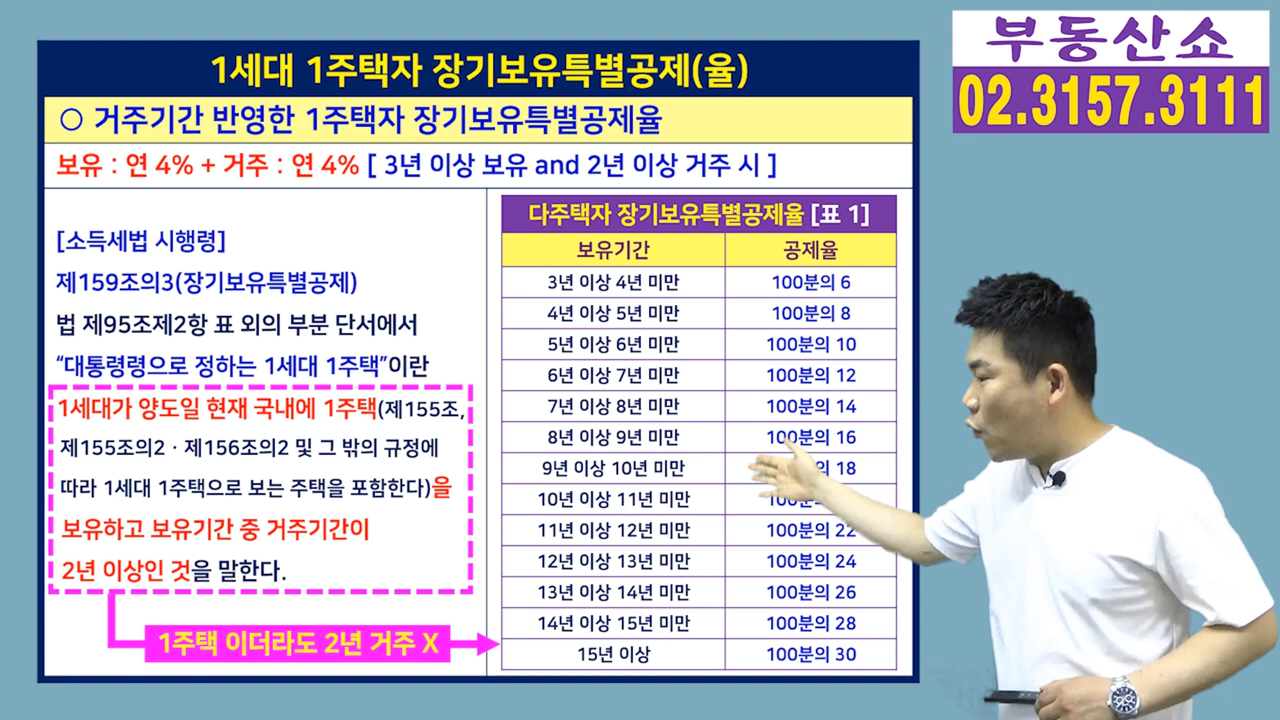 부동산쇼
02.3157.3111
1세대 1주택자 장기보유특별공제(율)
○ 거주기간 반영한 1주택자 장기보유특별공제율
보유 : 연 4% + 거주 : 연 4% [ 3년 이상 보유 and 2년 이상 거주 시 ]
[소득세법 시행령]
제159조의3(장기보유특별공제)
법 제95조제2항 표 외의 부분 단서에서
“대통령령으로 정하는 1세대 1주택”이란
1세대가 양도일 현재 국내에 1주택(제155조,
제155조의2 · 제156조의2 및 그 밖의 규정에
따라 1세대 1주택으로 보는 주택을 포함한다)을
보유하고 보유기간 중 거주기간이
2년 이상인 것을 말한다.
1주택 이더라도 2년 거주 X
다주택자 장기보유특별공제율 [표 1]
보유기간 공제율
3년 이상 4년 미만 100분의 6
4년 이상 5년 미만 100분의 8
5년 이상 6년 미만 100분의 10
6년 이상 7년 미만 100분의 12
7년 이상 8년 미만 100분의 14
8년 이상 9년 미만 100분의 16
9년 이상 10년 미만 18
10년 이상 11년 미만
11년 이상 12년 미만 100분의 22
12년 이상 13년 미만 100분의 24
13년 이상 14년 미만 100분의 26
14년 이상 15년 미만 100분의 28
15년 이상 100분의 30